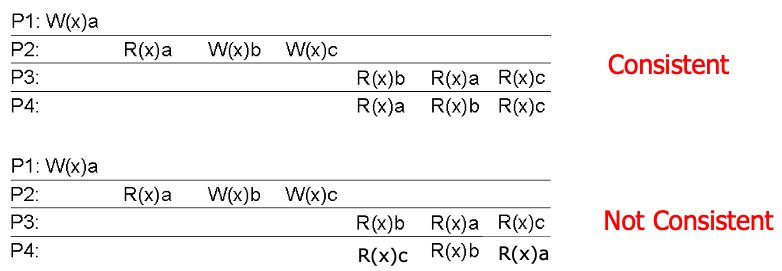 P1: W(x)a
P2: R(x)a W(x)b W(x)c
Consistent
P3: R(x)b R(x)a R(x)c
P4: R(x)a R(x)b R(x)c
P1: W(x)a
P2: R(x)a W(x)b W(x)c
P3: R(x)b R(x)a R(x)c
Not Consistent
P4: R(x)c R(x)b R(x)a